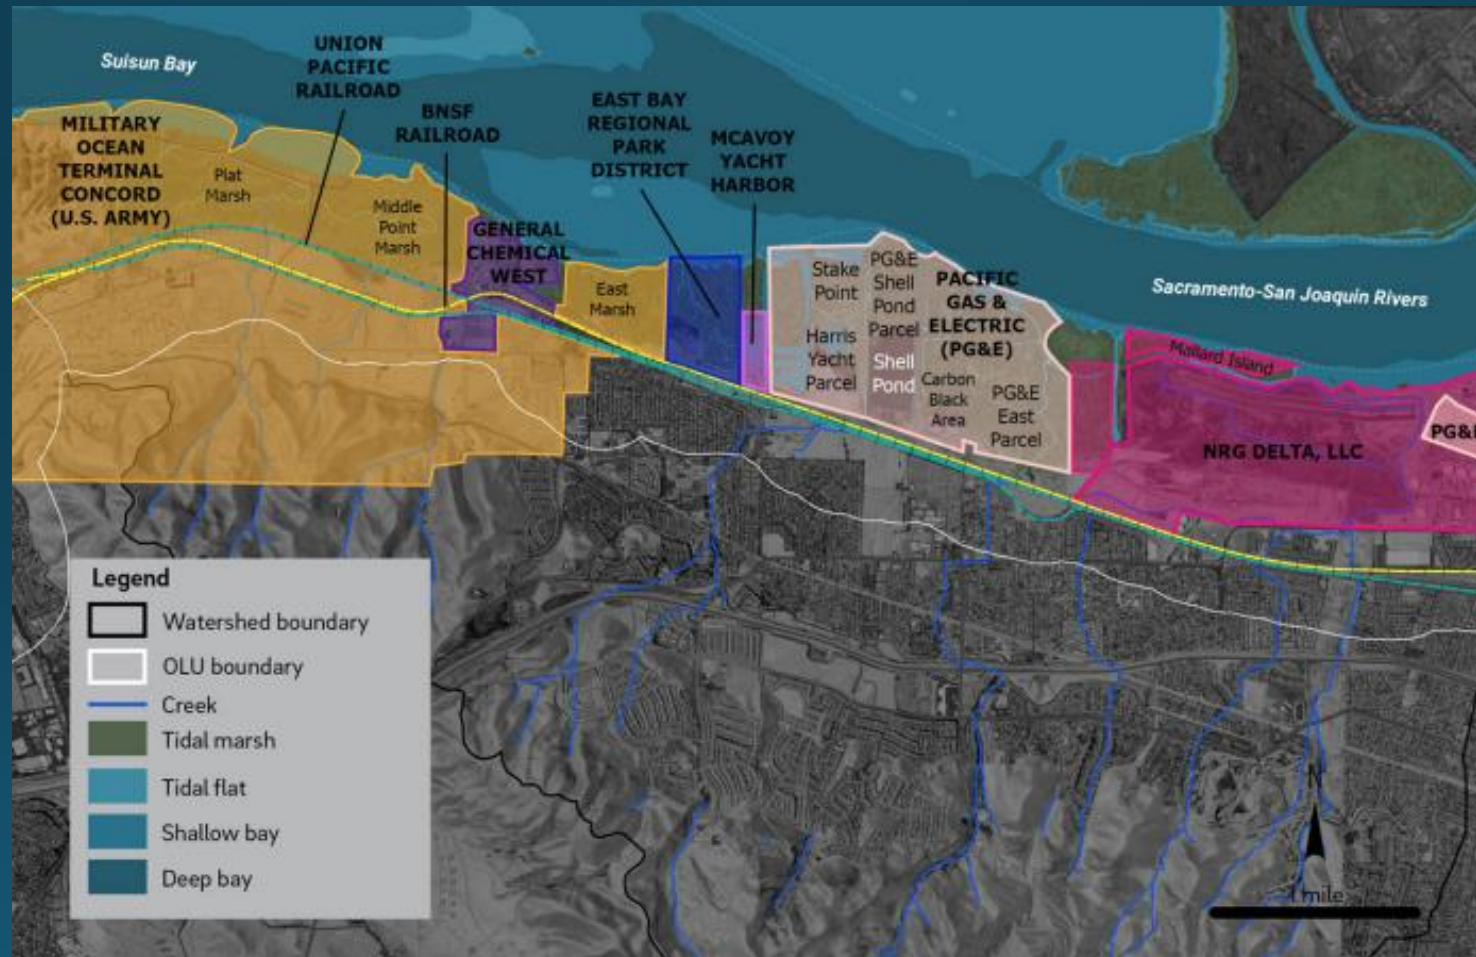 Suisun Bay
UNION
PACIFIC
RAILROAD
BNSF
RAILROAD
EAST BAY
REGIONAL
PARK
DISTRICT
MCAVOY
YACHT
HARBOR
MILITARY
OCEAN
TERMINAL
CONCORD
(U.S. ARMY)
Plat
Marsh
Middle
Point
Marsh
GENERAL
CHEMICAL
WEST
East
Marsh
Stake
Point
Harris
Yacht
Parcel
PG&E
Shell
Pond
Parcel
Shell
Pond
PACIFIC
GAS &
ELECTRIC
(PG&E)
Carbon
Black
Area
PG&E
East
Parcel
Sacramento-San Joaquin Rivers
Mallard Island
NRG DELTA, LLC
PG&E
Legend
Watershed boundary
OLU boundary
Creek
Tidal marsh
Tidal flat
Shallow bay
Deep bay
N
1 mile